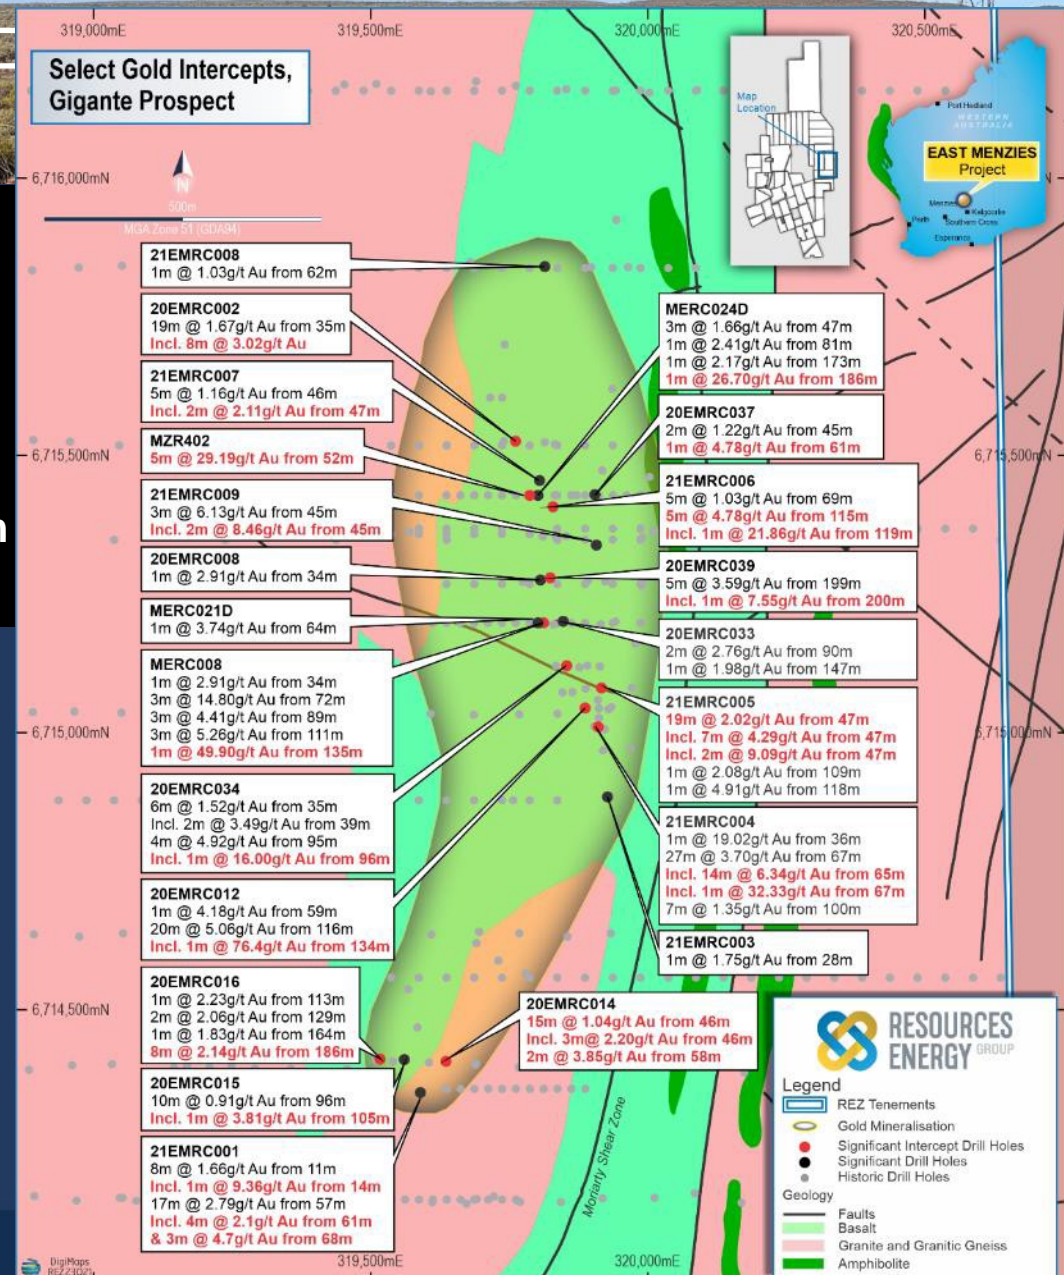 319,000mE
319,500mE
320,000mE
320,500mE
Select Gold Intercepts,
Gigante Prospect
N
500m
MGA Zone 51 (GDA94)
6,716,000mN
Map
Location
Port Hedland
WESTERN
AUSTRALIA
EAST MENZIES
Project
Menzies
Kalgoorlie
Perth
Southern Cross
Esperance
21EMRC008
1m @ 1.03g/t Au from 62m
20EMRC002
19m @ 1.67g/t Au from 35m
Incl. 8m @ 3.02g/t Au
21EMRC007
5m @ 1.16g/t Au from 46m
Incl. 2m @ 2.11g/t Au from 47m
MZR402
5m @ 29.19g/t Au from 52m
6,715,500mN
21EMRC009
3m @ 6.13g/t Au from 45m
Incl. 2m @ 8.46g/t Au from 45m
20EMRC008
1m @ 2.91g/t Au from 34m
MERC021D
1m @ 3.74g/t Au from 64m
MERC008
1m @ 2.91g/t Au from 34m
3m @ 14.80g/t Au from 72m
3m @ 4.41g/t Au from 89m
3m @ 5.26g/t Au from 111m
1m @ 49.90g/t Au from 135m
6,715,000mN
20EMRC034
6m @ 1.52g/t Au from 35m
Incl. 2m @ 3.49g/t Au from 39m
4m @ 4.92g/t Au from 95m
Incl. 1m @ 16.00g/t Au from 96m
20EMRC012
1m @ 4.18g/t Au from 59m
20m @ 5.06g/t Au from 116m
Incl. 1m @ 76.4g/t Au from 134m
20EMRC016
1m @ 2.23g/t Au from 113m
2m @ 2.06g/t Au from 129m
1m @ 1.83g/t Au from 164m
8m @ 2.14g/t Au from 186m
6,714,500mN
20EMRC015
10m @ 0.91g/t Au from 96m
Incl. 1m @ 3.81g/t Au from 105m
21EMRC001
8m @ 1.66g/t Au from 11m
Incl. 1m @ 9.36g/t Au from 14m
17m @ 2.79g/t Au from 57m
Incl. 4m @ 2.1g/t Au from 61m
& 3m @ 4.7g/t Au from 68m
MERC024D
3m @ 1.66g/t Au from 47m
1m @ 2.41g/t Au from 81m
1m @ 2.17g/t Au from 173m
1m @ 26.70g/t Au from 186m
20EMRC037
2m @ 1.22g/t Au from 45m
1m @ 4.78g/t Au from 61m
6,715,500mN
21EMRC006
5m @ 1.03g/t Au from 69m
5m @ 4.78g/t Au from 115m
Incl. 1m @ 21.86g/t Au from 119m
20EMRC039
5m @ 3.59g/t Au from 199m
Incl. 1m @ 7.55g/t Au from 200m
20EMRC033
2m @ 2.76g/t Au from 90m
1m @ 1.98g/t Au from 147m
21EMRC005
19m @ 2.02g/t Au from 47m
Incl. 7m @ 4.29g/t Au from 47m
Incl. 2m @ 9.09g/t Au from 47m
1m @ 2.08g/t Au from 109m
1m @ 4.91g/t Au from 118m
6,715,000mN
21EMRC004
1m @ 19.02g/t Au from 36m
27m @ 3.70g/t Au from 67m
Incl. 14m @ 6.34g/t Au from 65m
Incl. 1m @ 32.33g/t Au from 67m
7m @ 1.35g/t Au from 100m
21EMRC003
1m @ 1.75g/t Au from 28m
20EMRC014
15m @ 1.04g/t Au from 46m
Incl. 3m@ 2.20g/t Au from 46m
2m @ 3.85g/t Au from 58m
Moriarty Shear Zone
RESOURCES
ENERGY GROUP
Legend
REZ Tenements
Gold Mineralisation
Significant Intercept Drill Holes
Significant Drill Holes
Historic Drill Holes
Geology
Faults
Basalt
Granite and Granitic Gneiss
Amphibolite
DigiMaps
319,500mE
320,000mE